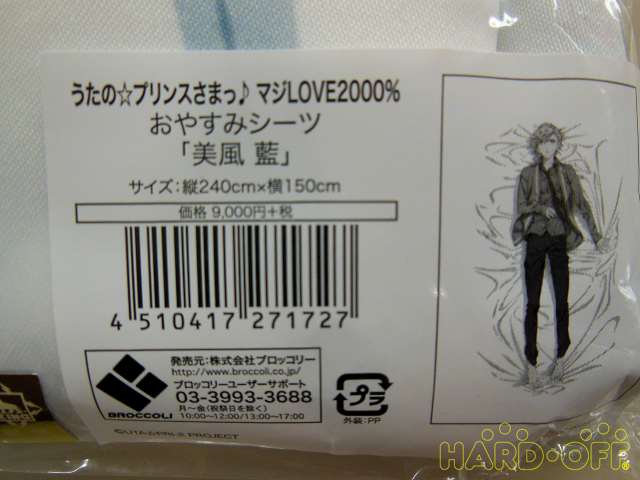 うたの☆プリンスさまっ♪ マジLOVE2000%
おやすみシーツ
「美風 藍」
サイズ:縦240cm×横150cm
価格 9,000円+税
4 510417 271727
発売元:株式会社ブロッコリー
http://www.broccoli.co.jp/
ブロッコリーユーザーサポート
03-3993-3688
月~金(祝祭日を除く)
10:00~12:00/13:00~17:00
BROCCOLI
プラ
外装:PP
©UTA☆PRI-2 PROJECT
HARD-OFF